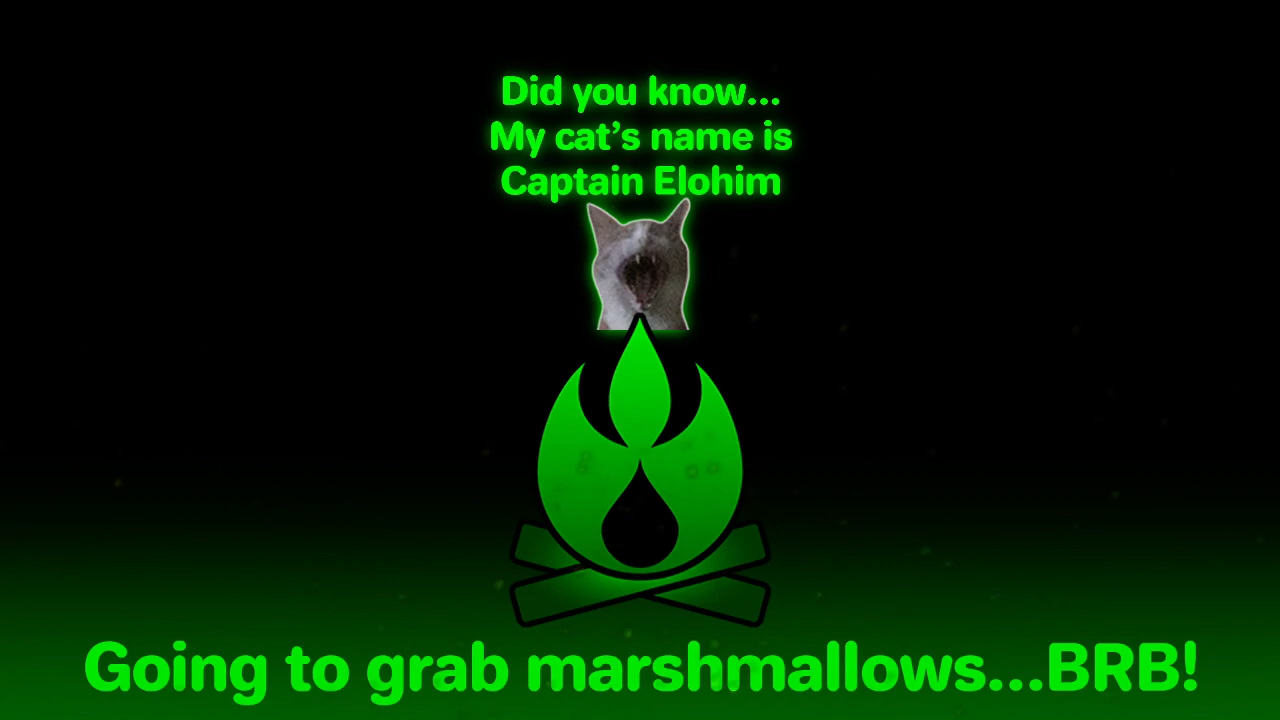 Did you know...
My cat’s name is
Captain Elohim
Going to grab marshmallows...BRB!